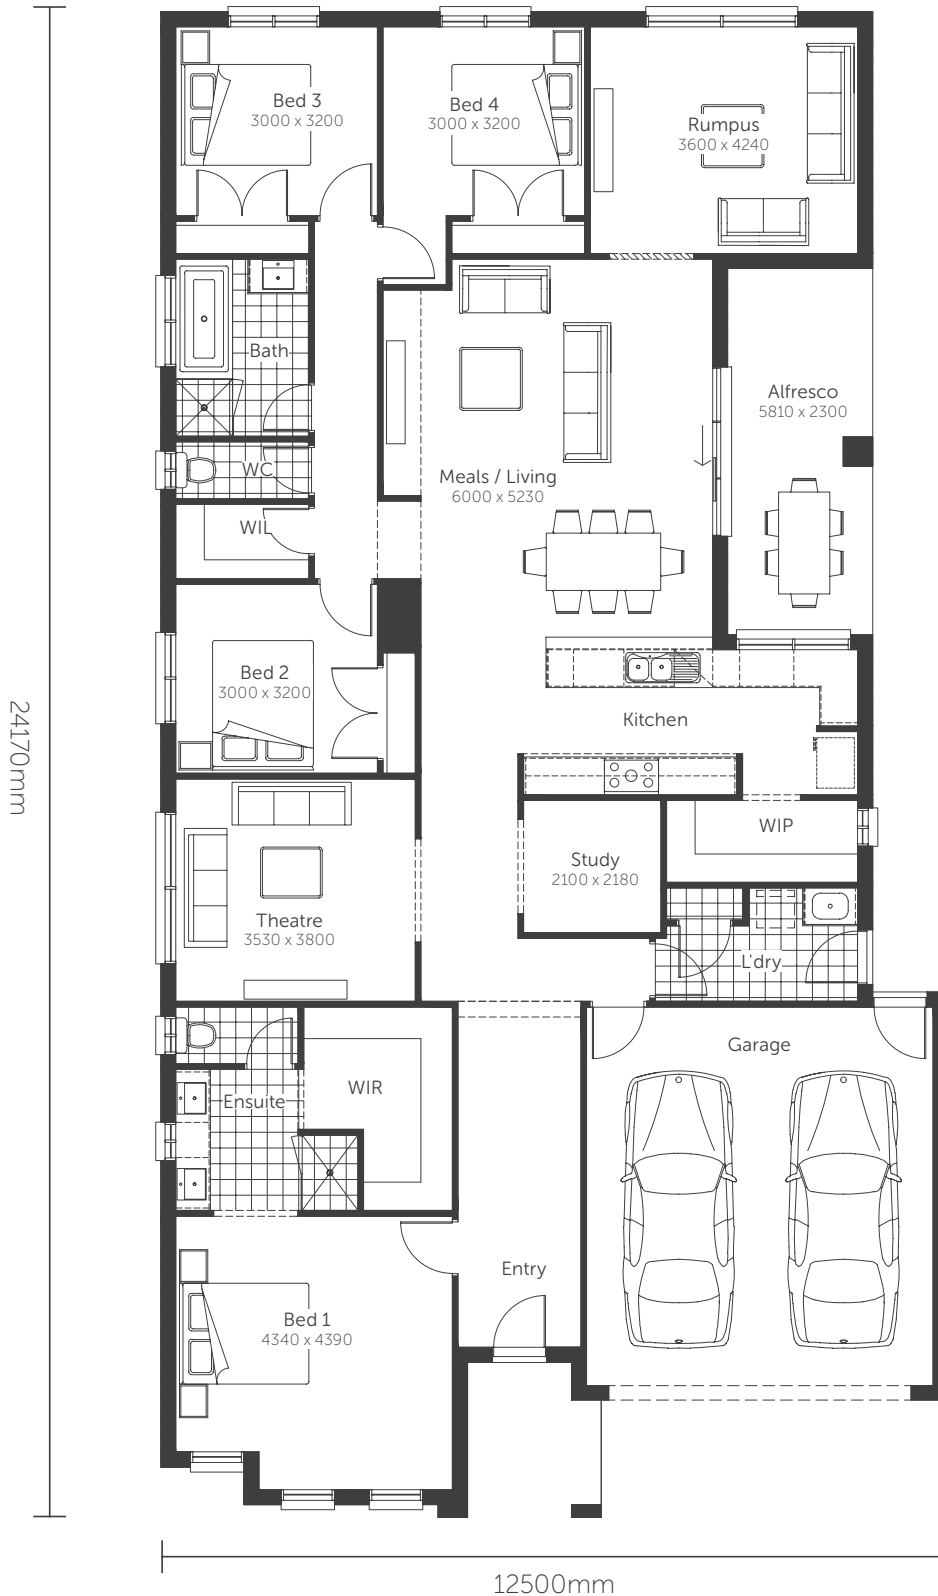 Bed 3
3000 x 3200
Bed 4
3000 x 3200
Rumpus
3600 x 4240
Bath
Alfresco
5810 x 2300
WC
Meals / Living
6000 x 5230
WIL
Bed 2
3000 x 3200
Kitchen
24170mm
WIP
Study
2100 x 2180
Theatre
3530 x 3800
L'dry
Garage
WIR
Ensuite
Entry
Bed 1
4340 x 4390
12500mm